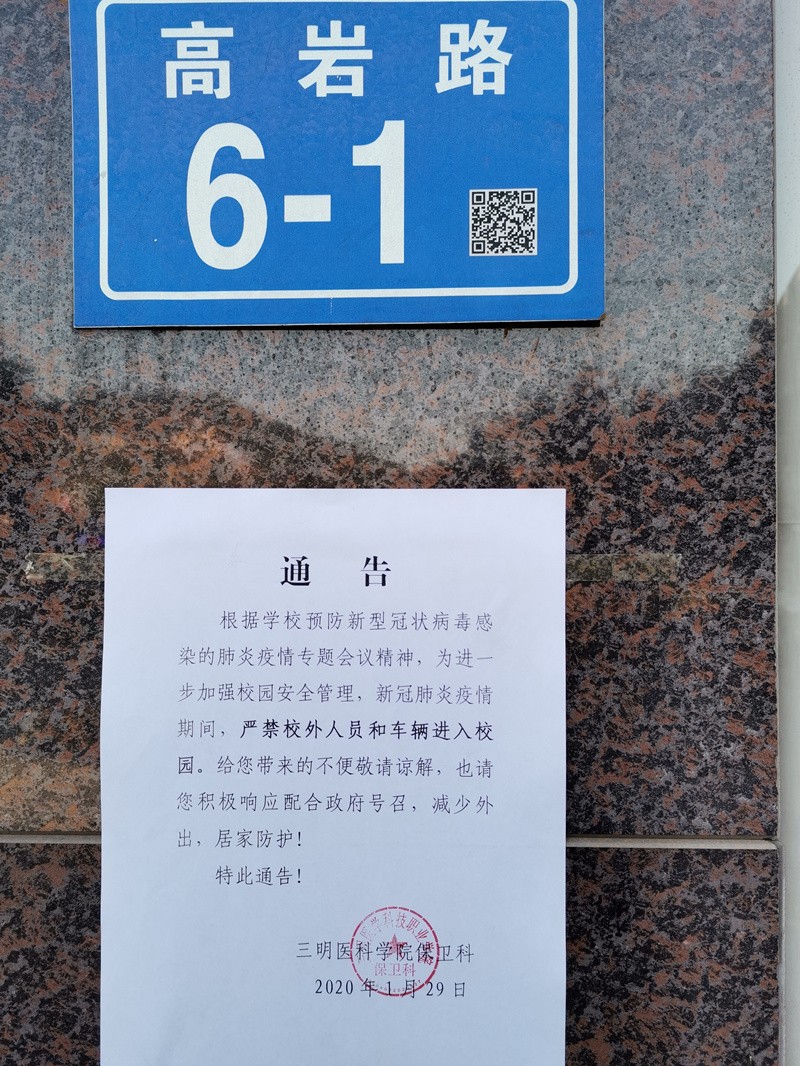 高岩路
6-1
通告
根据学校预防新型冠状病毒感
染的肺炎疫情专题会议精神，为进一
步加强校园安全管理，新冠肺炎疫情
期间，严禁校外人员和车辆进入校
园。给您带来的不便敬请谅解，也请
您积极响应配合政府号召，减少外
出，居家防护！
特此通告！
三明医科学院保卫科
2020年1月29日
保卫科